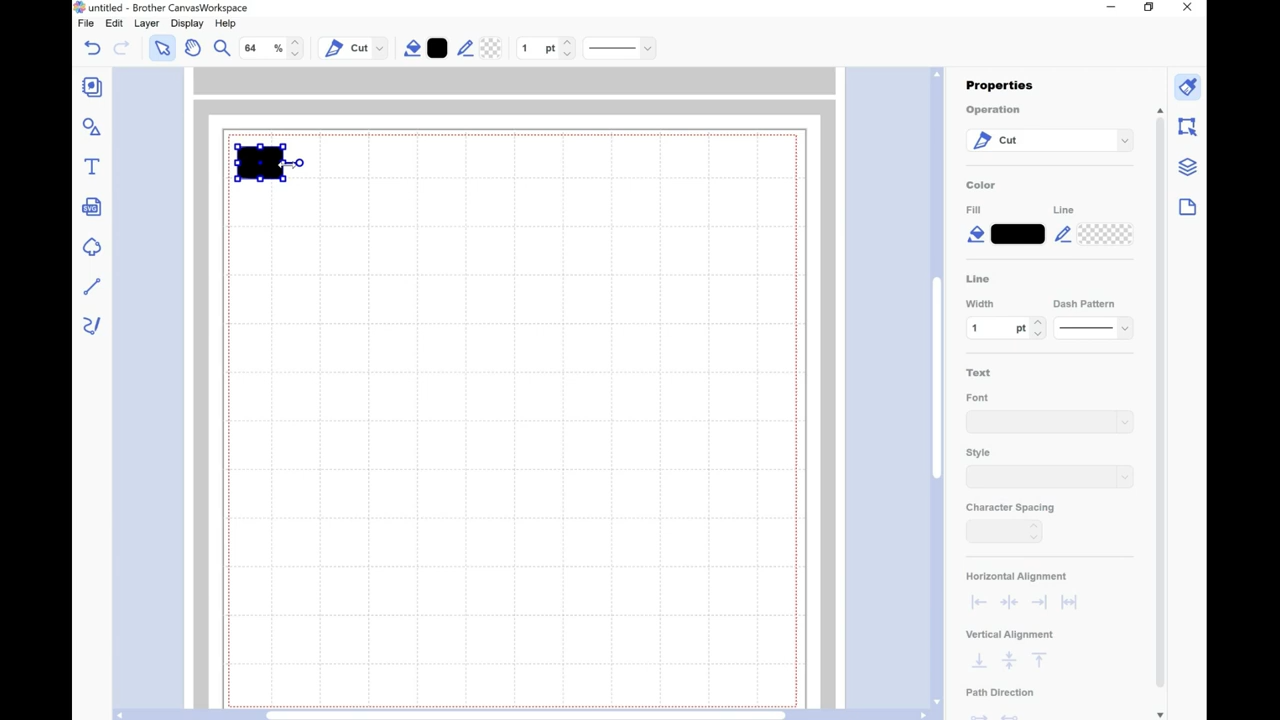 untitled - Brother CanvasWorkspace
File Edit Layer Display Help
64 % Cut 1 pt
Properties
Operation
Cut
Color
Fill Line
Line
Width Dash Pattern
1 pt
Text
Font
Style
Character Spacing
Horizontal Alignment
Vertical Alignment
Path Direction
SVG